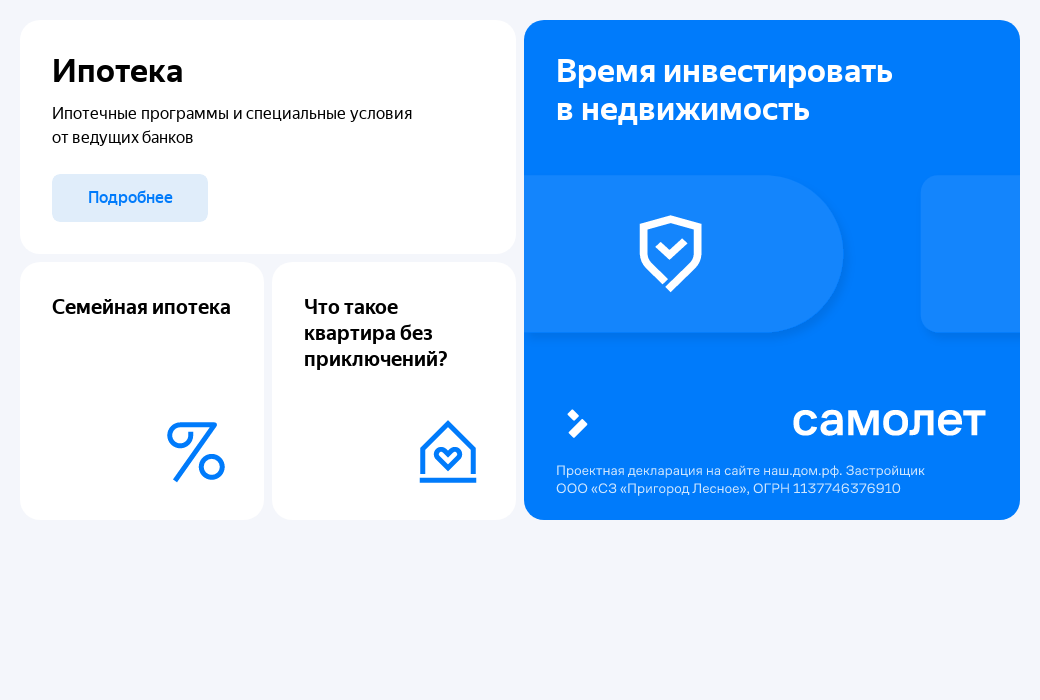 Ипотека
Ипотечные программы и специальные условия
от ведущих банков
Подробнее
Семейная ипотека
Что такое
квартира без
приключений?
Время инвестировать
в недвижимость
самолет
Проектная декларация на сайте наш.дом.рф. Застройщик
ООО «СЗ «Пригород Лесное», ОГРН 1137746376910